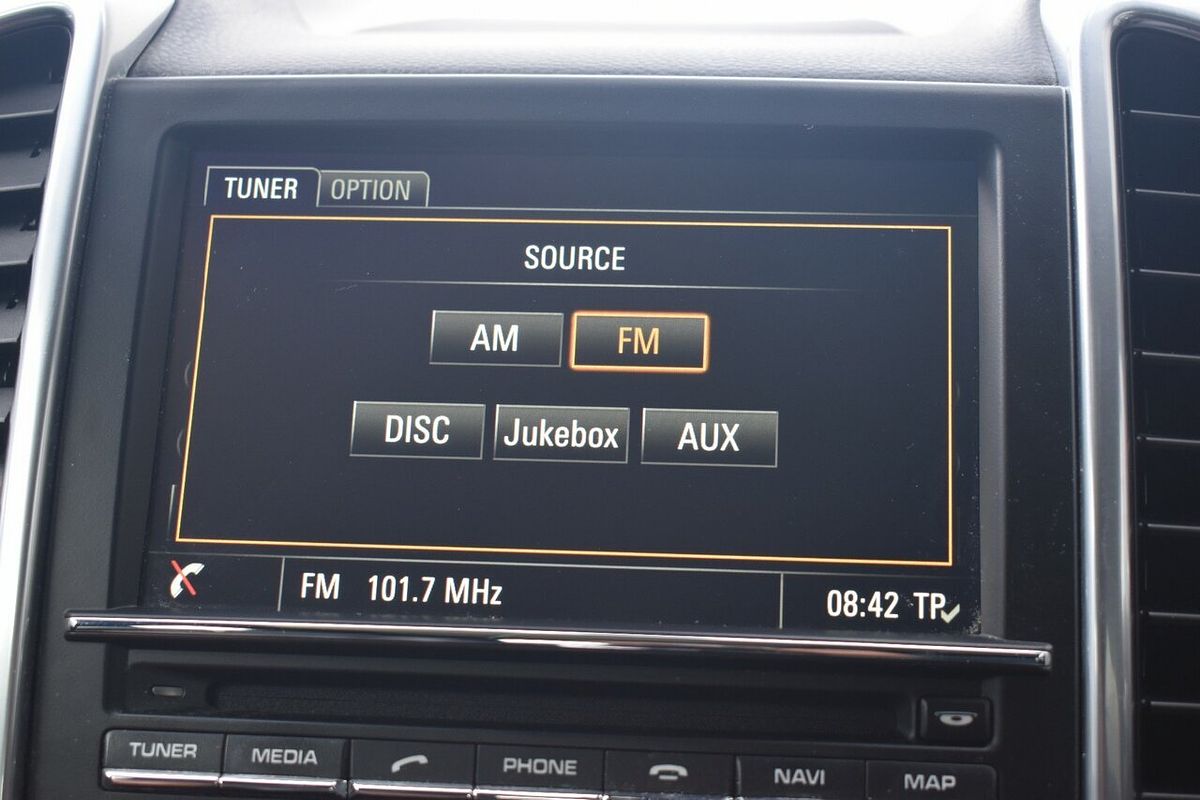 TUNER OPTION
SOURCE
AM FM
DISC Jukebox AUX
FM 101.7 MHz 08:42 TP
TUNER MEDIA PHONE NAVI MAP